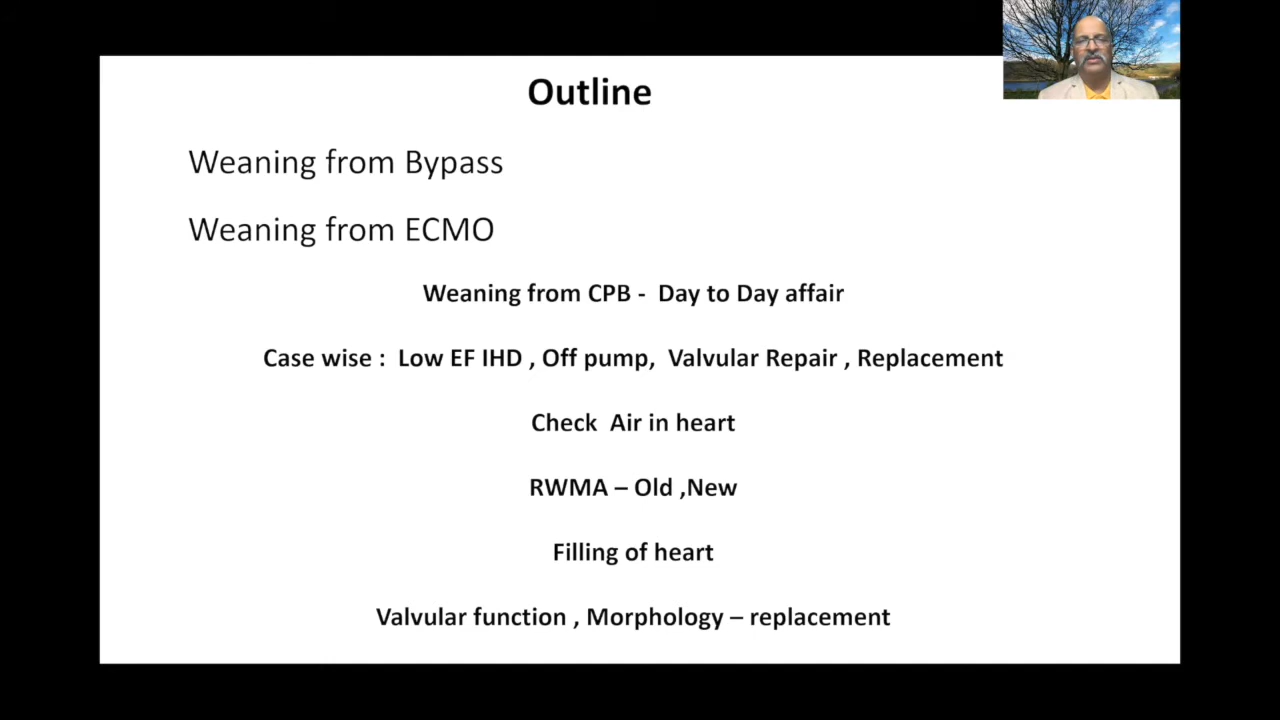 Outline
Weaning from Bypass
Weaning from ECMO
Weaning from CPB - Day to Day affair
Case wise : Low EF IHD , Off pump, Valvular Repair , Replacement
Check Air in heart
RWMA – Old ,New
Filling of heart
Valvular function , Morphology – replacement